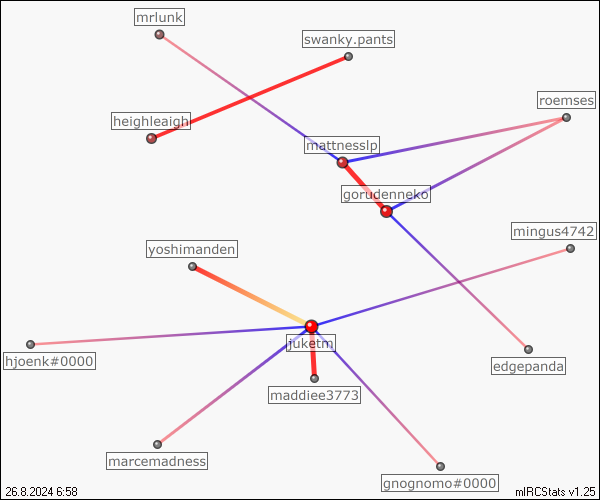 mrlunk
swanky.pants
roemses
heighleaigh
mattnesslp
gorudenneko
mingus4742
yoshimanden
juketm
hjoenk#0000
edgepanda
maddiee3773
marcemadness
gnognomo#0000
26.8.2024 6:58
mIRCStats v1.25